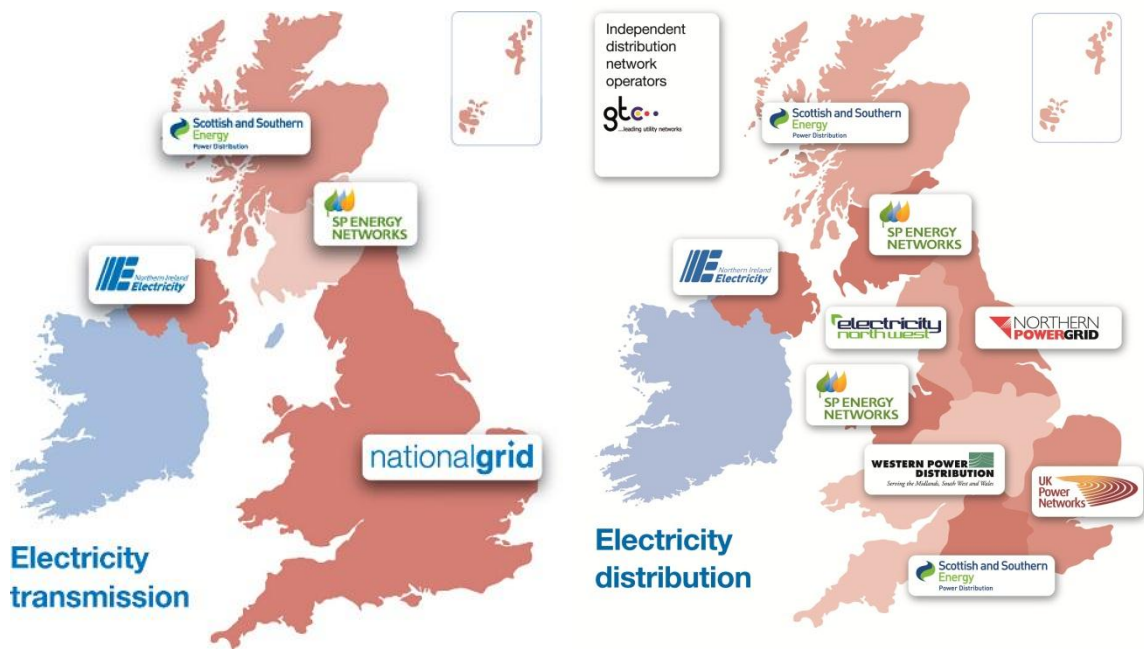 Scottish and Southern
Energy
Power Distribution
SP ENERGY
NETWORKS
Northern Ireland
Electricity
nationalgrid
Electricity
transmission
Independent
distribution
network
operators
gtc
...leading utility networks
Scottish and Southern
Energy
Power Distribution
SP ENERGY
NETWORKS
Northern Ireland
Electricity
electricity
northwest
NORTHERN
POWERGRID
SP ENERGY
NETWORKS
WESTERN POWER
DISTRIBUTION
Serving the Midlands, South West and Wales
UK
Power
Networks
Electricity
distribution
Scottish and Southern
Energy
Power Distribution